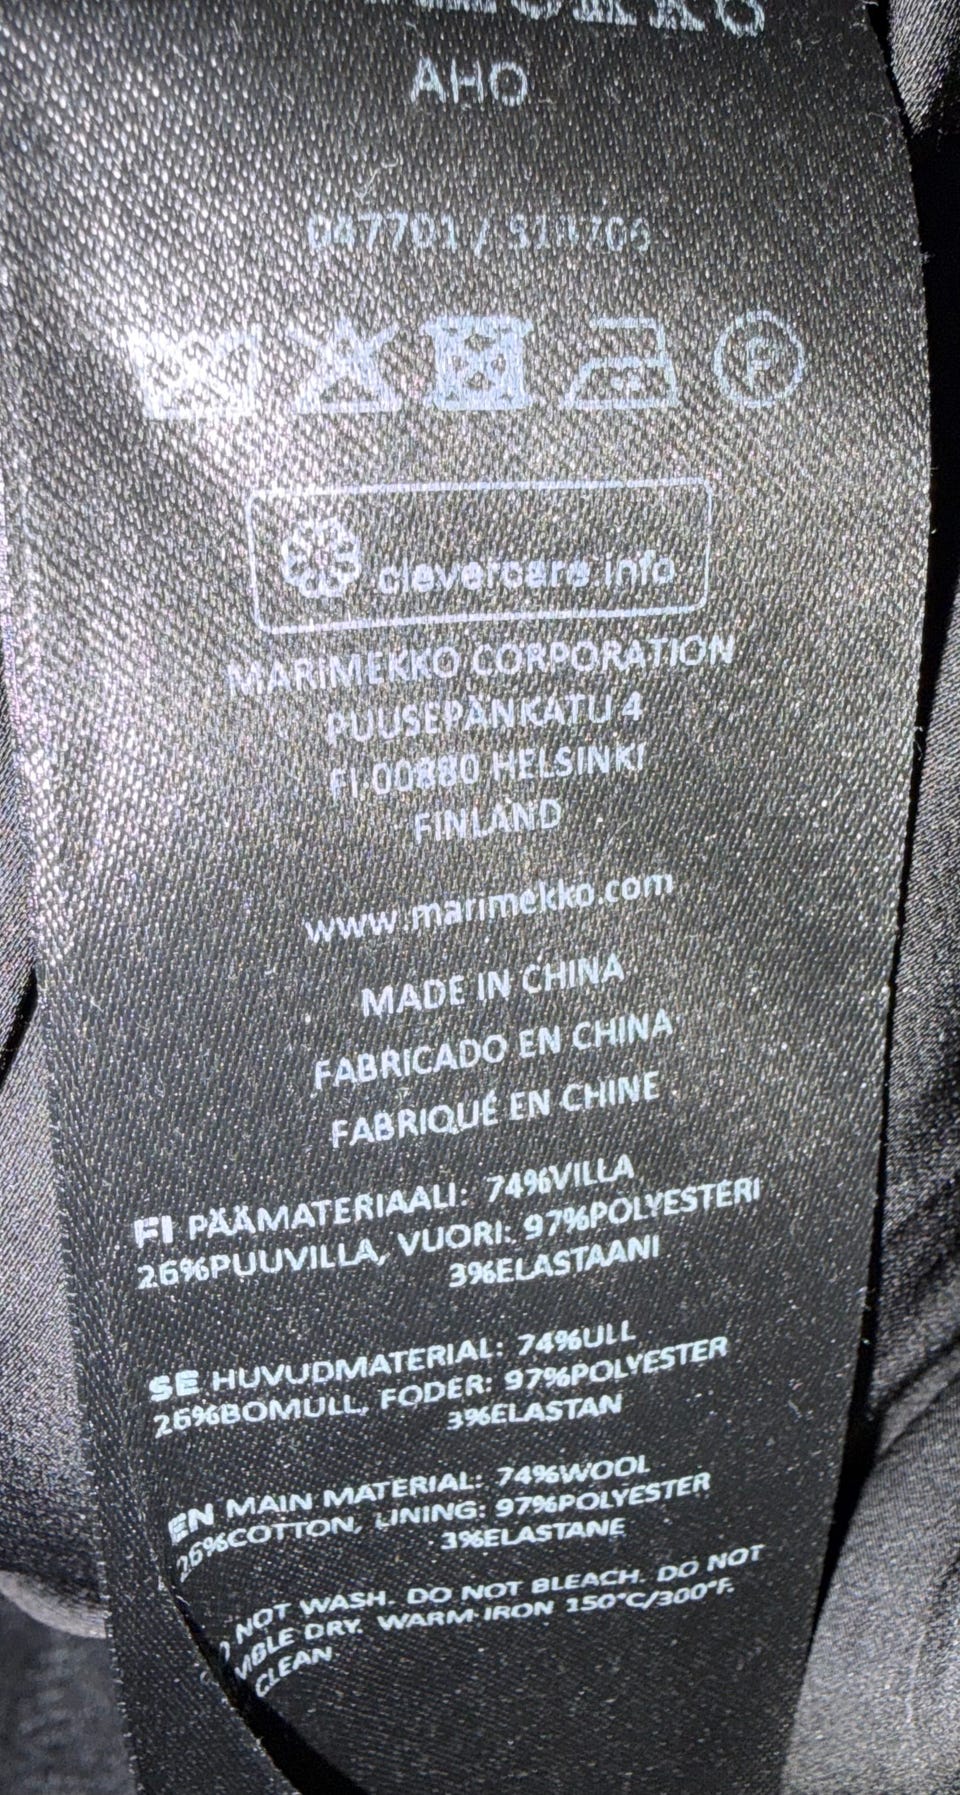 AHO
clevercare.info
MARIMEKKO CORPORATION
PUUSEPÄNKATU 4
FI 00880 HELSINKI
FINLAND
www.marimekko.com
MADE IN CHINA
FABRICADO EN CHINA
FABRIQUÉ EN CHINE
FI PÄÄMATERIAALI: 74%VILLA
26%PUUVILLA, VUORI: 97%POLYESTERI
3%ELASTAANI
SE HUVUDMATERIAL: 74%ULL
26%BOMULL, FODER: 97%POLYESTER
3%ELASTAN
EN MAIN MATERIAL: 74%WOOL
26%COTTON, LINING: 97%POLYESTER
3%ELASTANE
NOT WASH. DO NOT BLEACH. DO NOT
DRY. WARM IRON 150°C/300°F.
CLEAN